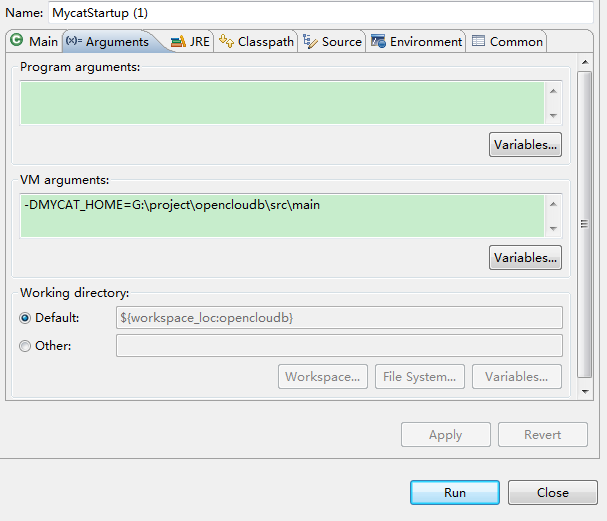 Name: MycatStartup (1)
Main (x)= Arguments JRE Classpath Source Environment Common
Program arguments:
Variables...
VM arguments:
-DMYCAT_HOME=G:\project\opencloudb\src\main
Variables...
Working directory:
Default: ${workspace_loc:opencloudb}
Other:
Workspace... File System... Variables...
Apply Revert
Run Close